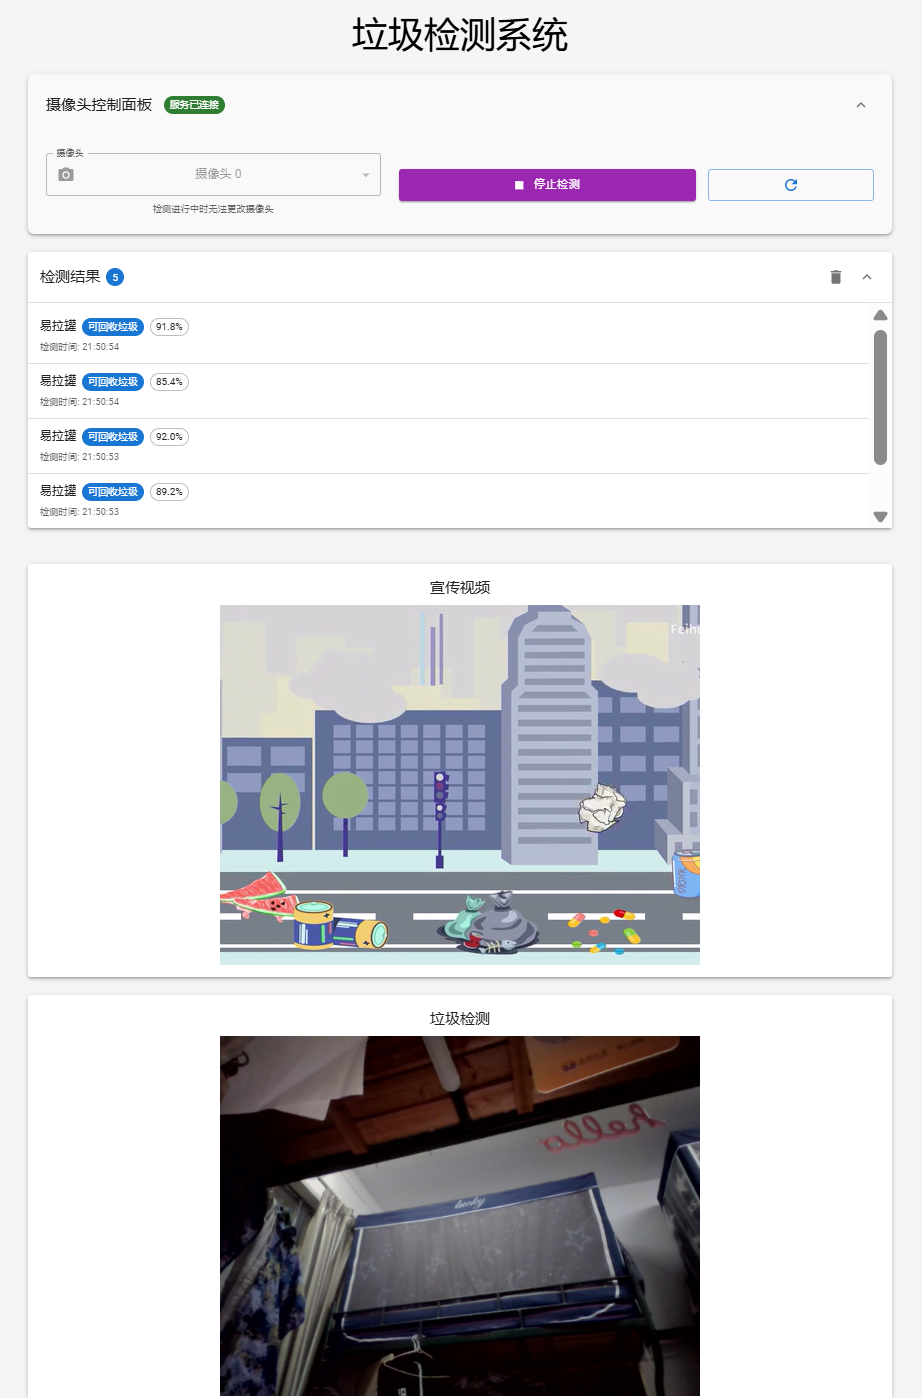 垃圾检测系统
摄像头控制面板 服务已连接
摄像头
摄像头 0
停止检测
检测进行中时无法更改摄像头
检测结果 5
易拉罐 可回收垃圾 91.8%
检测时间: 21:50:54
易拉罐 可回收垃圾 85.4%
检测时间: 21:50:54
易拉罐 可回收垃圾 92.0%
检测时间: 21:50:53
易拉罐 可回收垃圾 89.2%
检测时间: 21:50:53
宣传视频
垃圾检测
hello
lucky